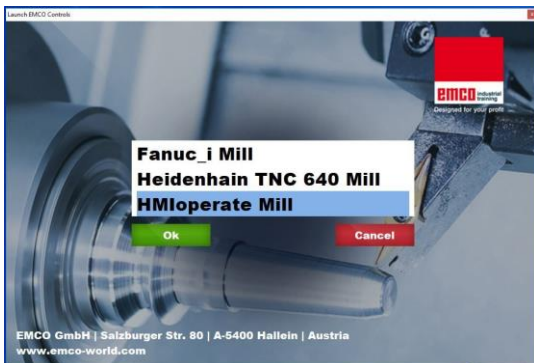 Launch EMCO Controls
emco industrial
training
Designed for your profit
Fanuc_i Mill
Heidenhain TNC 640 Mill
HMIoperate Mill
Ok Cancel
EMCO GmbH | Salzburger Str. 80 | A-5400 Hallein | Austria
www.emco-world.com